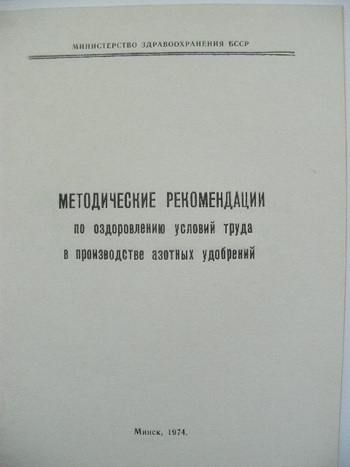 МИНИСТЕРСТВО ЗДРАВООХРАНЕНИЯ БССР
МЕТОДИЧЕСКИЕ РЕКОМЕНДАЦИИ
по оздоровлению условий труда
в производстве азотных удобрений
Минск, 1974.